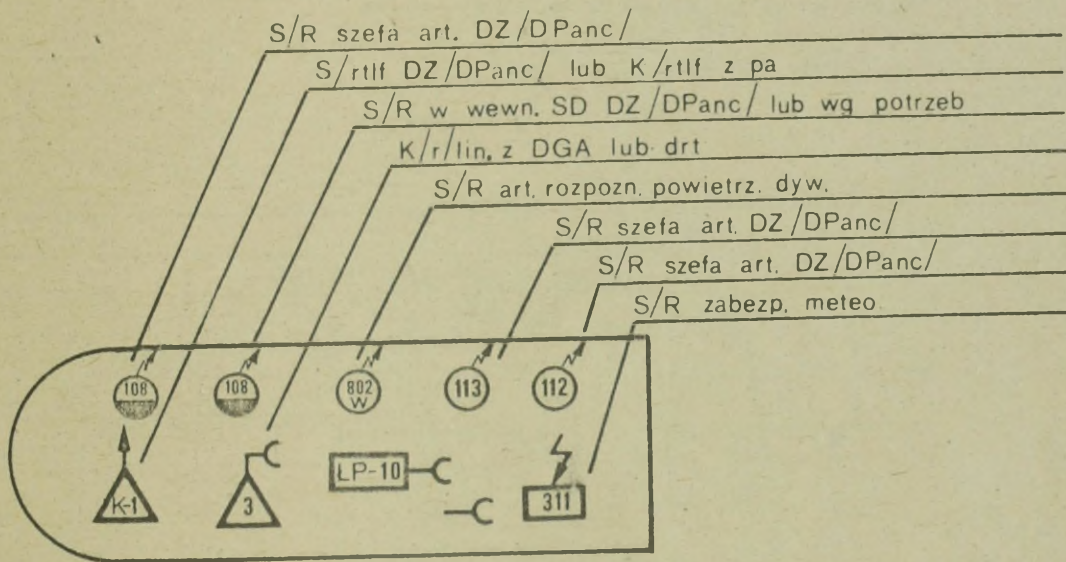 S/R szefa art. DZ/DPanc/
S/rtlf DZ/DPanc/ lub K/rtlf z pa
S/R w wewn. SD DZ/DPanc/ lub wg potrzeb
K/r/lin. z DGA lub drt
S/R art. rozpozn. powietrz. dyw.
S/R szefa art. DZ/DPanc/
S/R szefa art. DZ/DPanc/
S/R zabezp. meteo.
108 108 802 W 113 112
K-1 3 ŁP-10 311